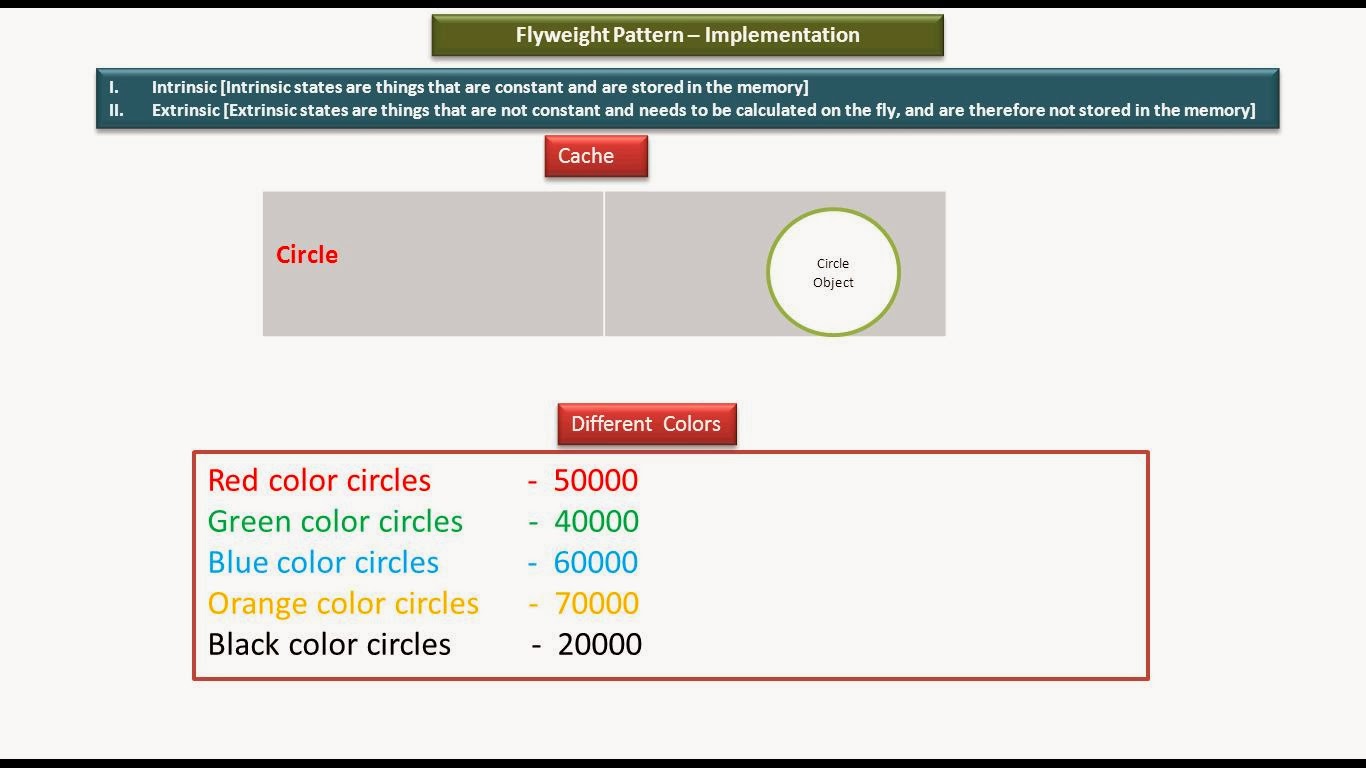 Flyweight Pattern – Implementation
I. Intrinsic [Intrinsic states are things that are constant and are stored in the memory]
II. Extrinsic [Extrinsic states are things that are not constant and needs to be calculated on the fly, and are therefore not stored in the memory]
Cache
Circle
Circle
Object
Different Colors
Red color circles - 50000
Green color circles - 40000
Blue color circles - 60000
Orange color circles - 70000
Black color circles - 20000